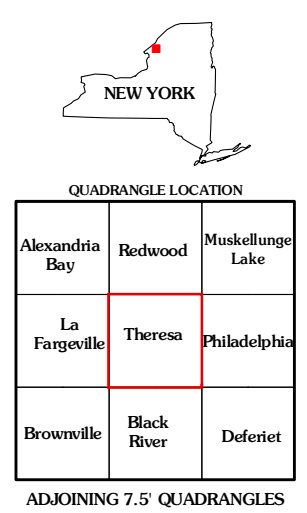 NEW YORK
QUADRANGLE LOCATION
Alexandria
Bay
Redwood
Muskellunge
Lake
La
Fargeville
Theresa
Philadelphia
Brownville
Black
River
Deferiet
ADJOINING 7.5' QUADRANGLES